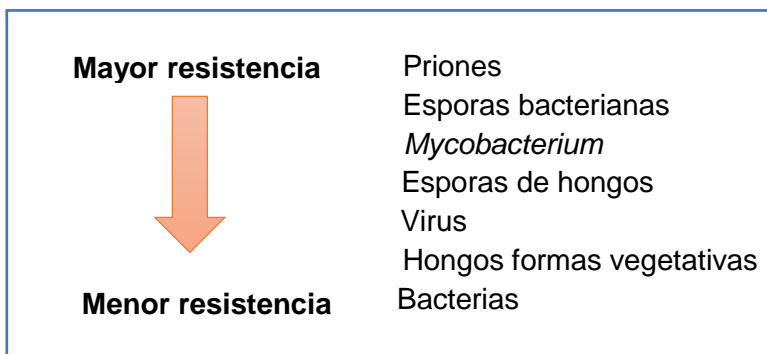 Mayor resistencia
Priones
Esporas bacterianas
Mycobacterium
Esporas de hongos
Virus
Hongos formas vegetativas
Menor resistencia
Bacterias